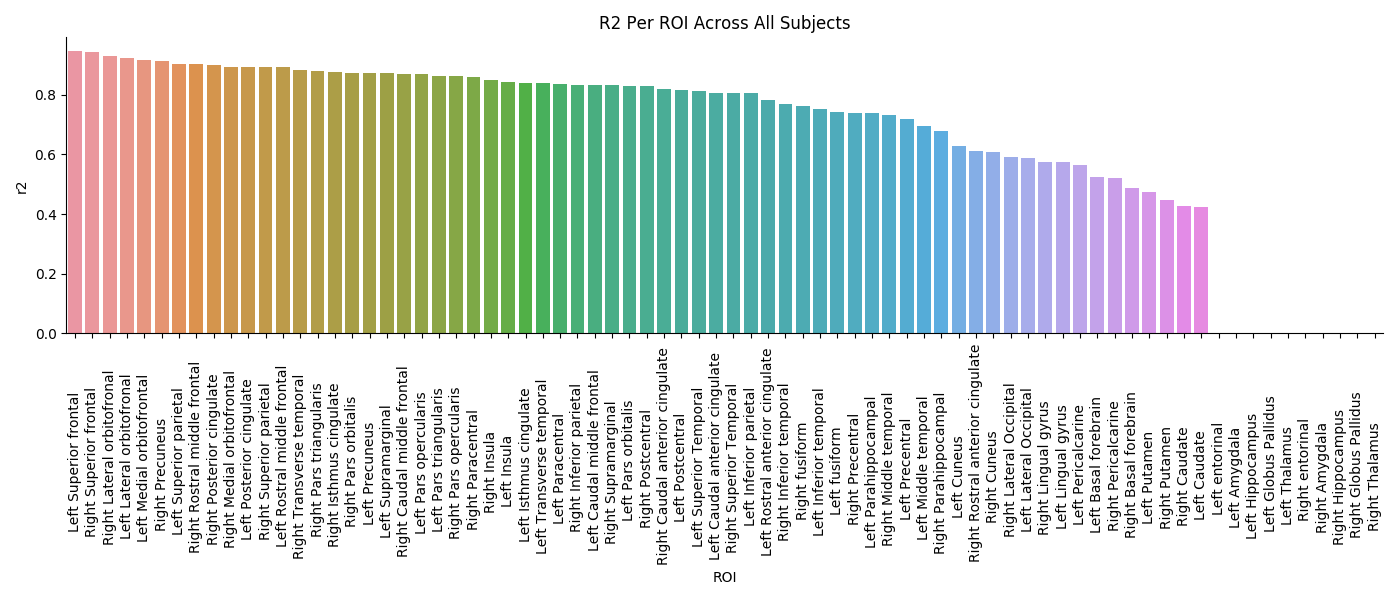 R2 Per ROI Across All Subjects
r2
0.8
0.6
0.4
0.2
0.0
Left Superior frontal
Right Superior frontal
Right Lateral orbitofronal
Left Lateral orbitofronal
Left Medial orbitofrontal
Right Precuneus
Left Superior parietal
Right Rostral middle frontal
Right Posterior cingulate
Right Medial orbitofrontal
Left Posterior cingulate
Right Superior parietal
Left Rostral middle frontal
Right Transverse temporal
Right Pars triangularis
Right Isthmus cingulate
Right Pars orbitalis
Left Precuneus
Left Supramarginal
Right Caudal middle frontal
Left Pars opercularis
Left Pars triangularis
Right Pars opercularis
Right Paracentral
Right Insula
Left Insula
Left Isthmus cingulate
Left Transverse temporal
Left Paracentral
Right Inferior parietal
Left Caudal middle frontal
Right Supramarginal
Left Pars orbitalis
Right Postcentral
Right Caudal anterior cingulate
Left Postcentral
Left Superior Temporal
Left Caudal anterior cingulate
Right Superior Temporal
Left Inferior parietal
Left Rostral anterior cingulate
Right Inferior temporal
Right fusiform
Left Inferior temporal
Left fusiform
Right Precentral
Left Parahippocampal
Right Middle temporal
Left Precentral
Left Middle temporal
Right Parahippocampal
Left Cuneus
Right Rostral anterior cingulate
Right Cuneus
Right Lateral Occipital
Left Lateral Occipital
Right Lingual gyrus
Left Lingual gyrus
Left Pericalcarine
Left Basal forebrain
Right Pericalcarine
Right Basal forebrain
Left Putamen
Right Putamen
Right Caudate
Left Caudate
Left entorinal
Left Amygdala
Left Hippocampus
Left Globus Pallidus
Left Thalamus
Right entorinal
Right Amygdala
Right Hippocampus
Right Globus Pallidus
Right Thalamus
ROI